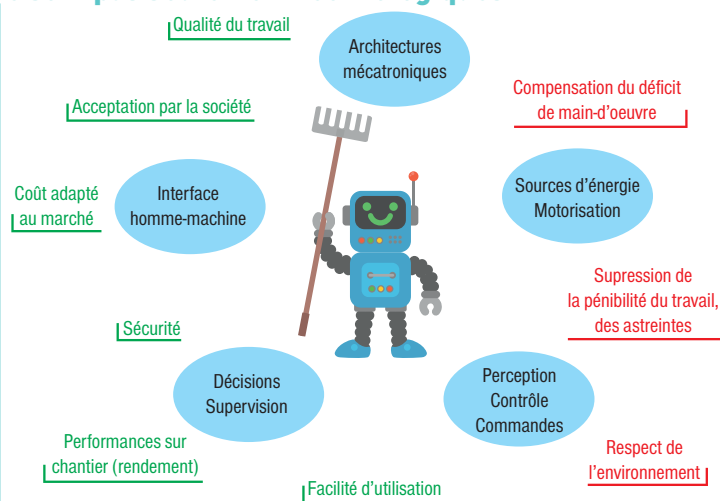 Qualité du travail
Architectures
mécatroniques
Compensation du déficit
de main-d'oeuvre
Acceptation par la société
Coût adapté
au marché
Interface
homme-machine
Sources d'énergie
Motorisation
Supression de
la pénibilité du travail,
des astreintes
Sécurité
Décisions
Supervision
Perception
Contrôle
Commandes
Performances sur
chantier (rendement)
Respect de
l'environnement
Facilité d'utilisation